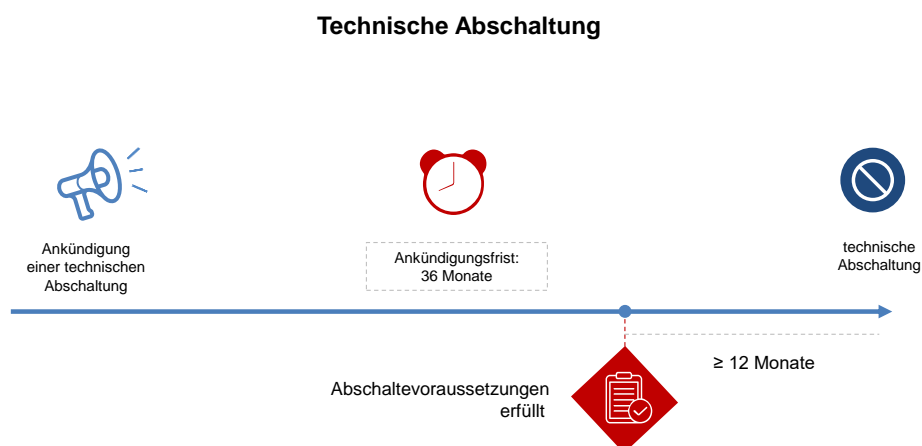 Technische Abschaltung
Ankündigung
einer technischen
Abschaltung
Ankündigungsfrist:
36 Monate
technische
Abschaltung
≥ 12 Monate
Abschaltevoraussetzungen
erfüllt